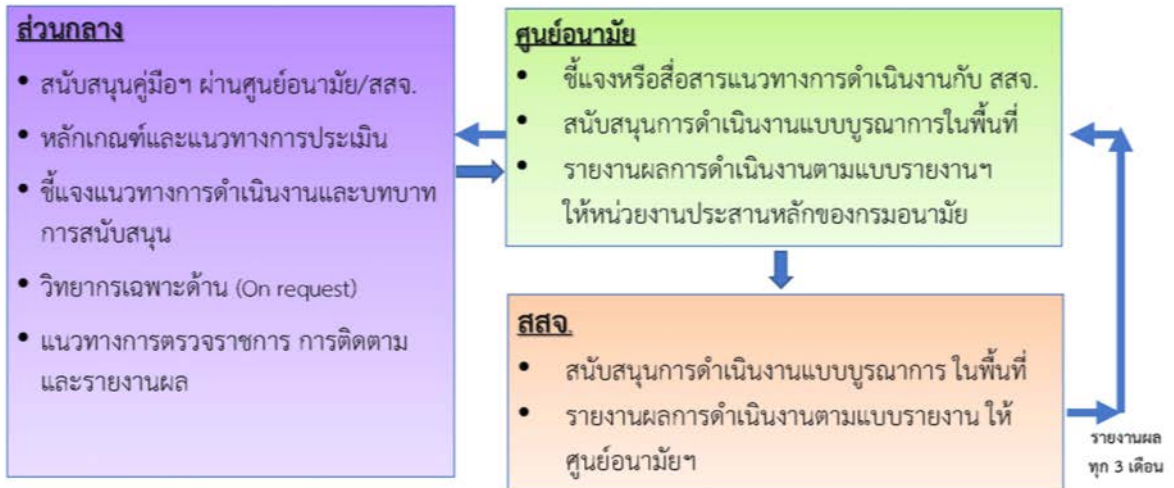 ส่วนกลาง
• สนับสนุนคู่มือฯ ผ่านศูนย์อนามัย/สสจ.
• หลักเกณฑ์และแนวทางการประเมิน
• ชี้แจงแนวทางการดำเนินงานและบทบาท
การสนับสนุน
• วิทยากรเฉพาะด้าน (On request)
• แนวทางการตรวจราชการ การติดตาม
และรายงานผล
ศูนย์อนามัย
• ชี้แจงหรือสื่อสารแนวทางการดำเนินงานกับ สสจ.
• สนับสนุนการดำเนินงานแบบบูรณาการในพื้นที่
• รายงานผลการดำเนินงานตามแบบรายงานฯ
ให้หน่วยงานประสานหลักของกรมอนามัย
สสจ.
• สนับสนุนการดำเนินงานแบบบูรณาการ ในพื้นที่
• รายงานผลการดำเนินงานตามแบบรายงาน ให้
ศูนย์อนามัยฯ
รายงานผล
ทุก 3 เดือน